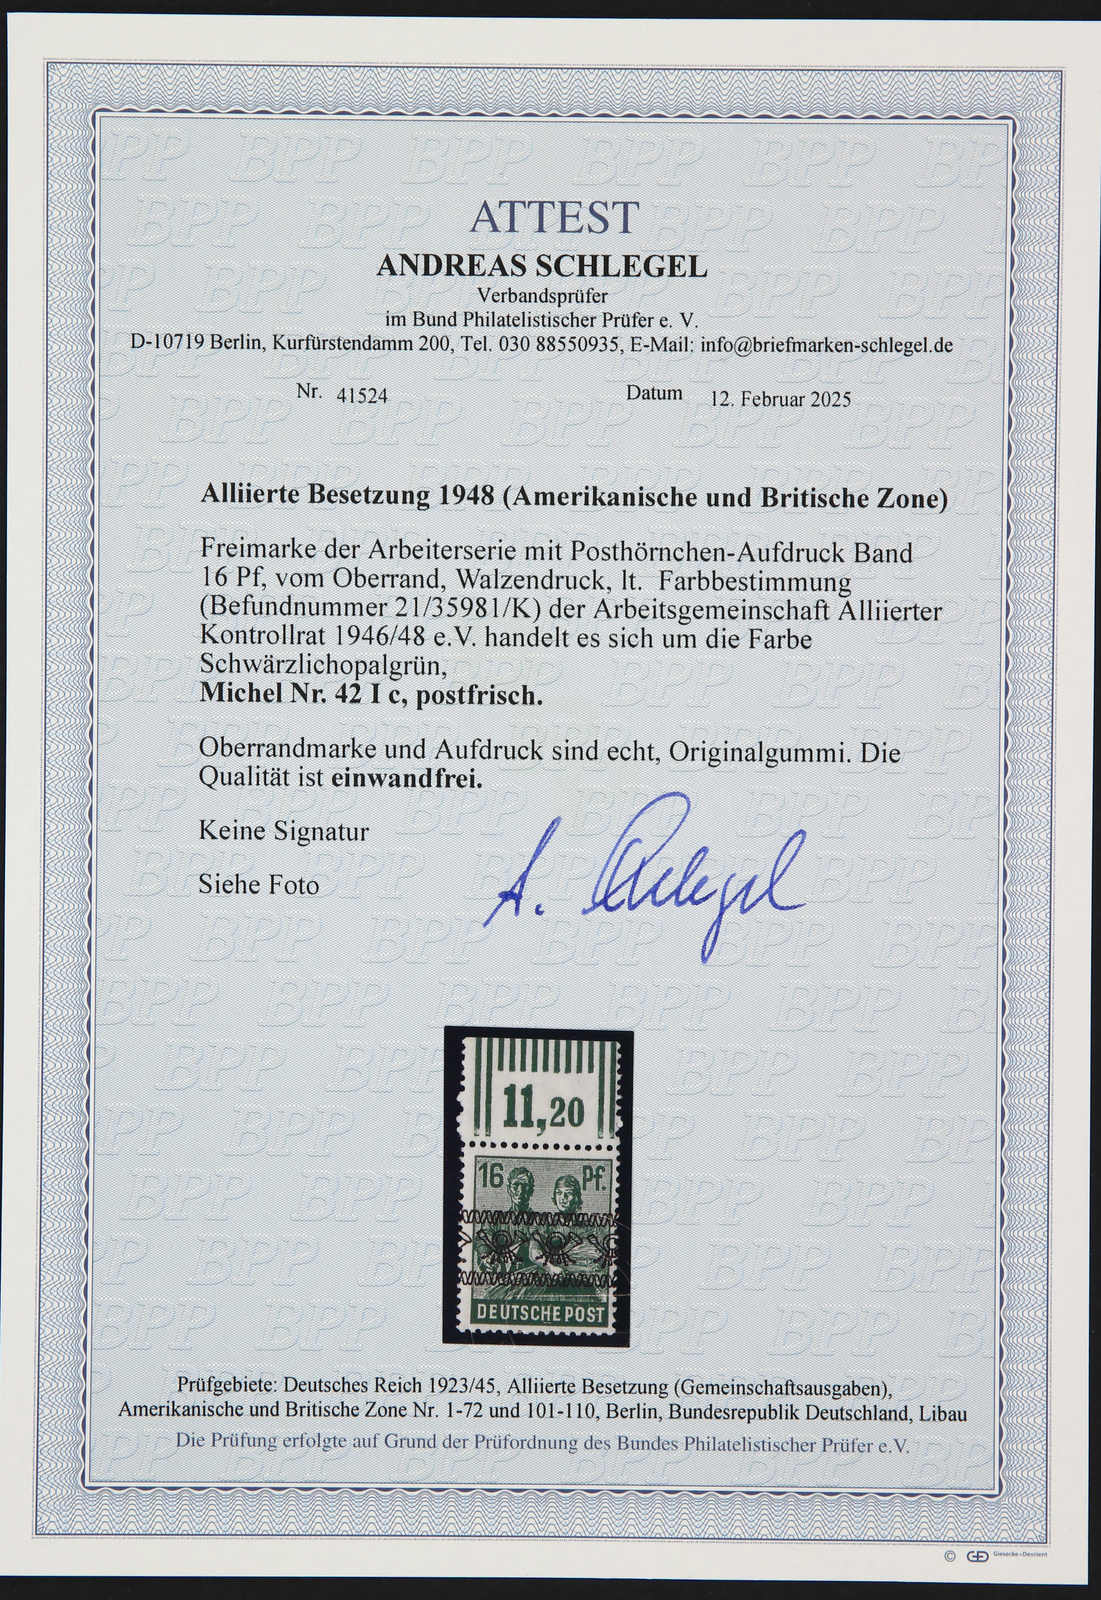 ATTEST
ANDREAS SCHLEGEL
Verbandsprüfer
im Bund Philatelistischer Prüfer e. V.
D-10719 Berlin, Kurfürstendamm 200, Tel. 030 88550935, E-Mail: info@briefmarken-schlegel.de
Nr. 41524 Datum 12. Februar 2025
Alliierte Besetzung 1948 (Amerikanische und Britische Zone)
Freimarke der Arbeiterserie mit Posthörnchen-Aufdruck Band
16 Pf, vom Oberrand, Walzendruck, lt. Farbbestimmung
(Befundnummer 21/35981/K) der Arbeitsgemeinschaft Alliierter
Kontrollrat 1946/48 e.V. handelt es sich um die Farbe
Schwärzlichopalgrün,
Michel Nr. 42 I c, postfrisch.
Oberrandmarke und Aufdruck sind echt, Originalgummi. Die
Qualität ist einwandfrei.
Keine Signatur
Siehe Foto
A. Schlegel
11,20
16 Pf.
DEUTSCHE POST
Prüfgebiete: Deutsches Reich 1923/45, Alliierte Besetzung (Gemeinschaftsausgaben),
Amerikanische und Britische Zone Nr. 1-72 und 101-110, Berlin, Bundesrepublik Deutschland, Libau
Die Prüfung erfolgte auf Grund der Prüfordnung des Bundes Philatelistischer Prüfer e.V.
© GD Giesecke+Devrient